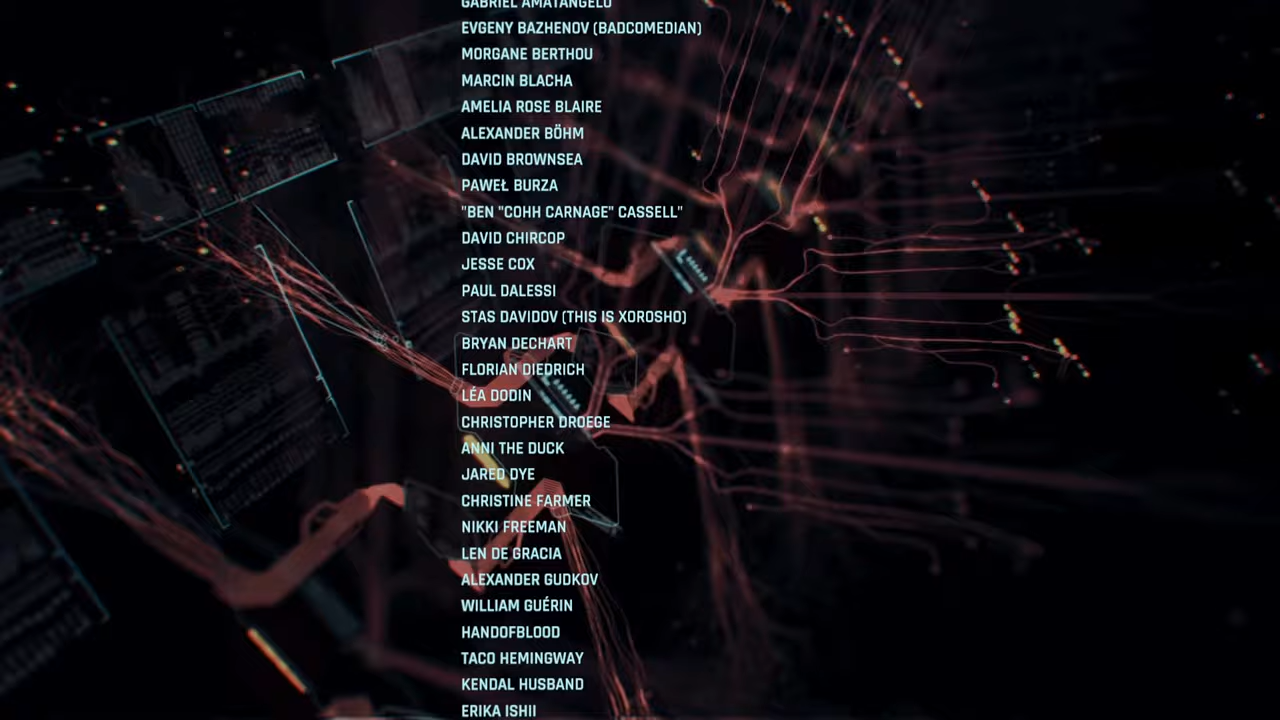 GABRIEL AMATANGELO
EVGENY BAZHENOV (BADCOMEDIAN)
MORGANE BERTHOU
MARCIN BLACHA
AMELIA ROSE BLAIRE
ALEXANDER BÖHM
DAVID BROWNSEA
PAWEŁ BURZA
"BEN "COHH CARNAGE" CASSELL"
DAVID CHIRCOP
JESSE COX
PAUL DALESSI
STAS DAVIDOV (THIS IS XOROSHO)
BRYAN DECHART
FLORIAN DIEDRICH
LÉA DODIN
CHRISTOPHER DROEGE
ANNI THE DUCK
JARED DYE
CHRISTINE FARMER
NIKKI FREEMAN
LEN DE GRACIA
ALEXANDER GUDKOV
WILLIAM GUÉRIN
HANDOFBLOOD
TACO HEMINGWAY
KENDAL HUSBAND
ERIKA ISHII